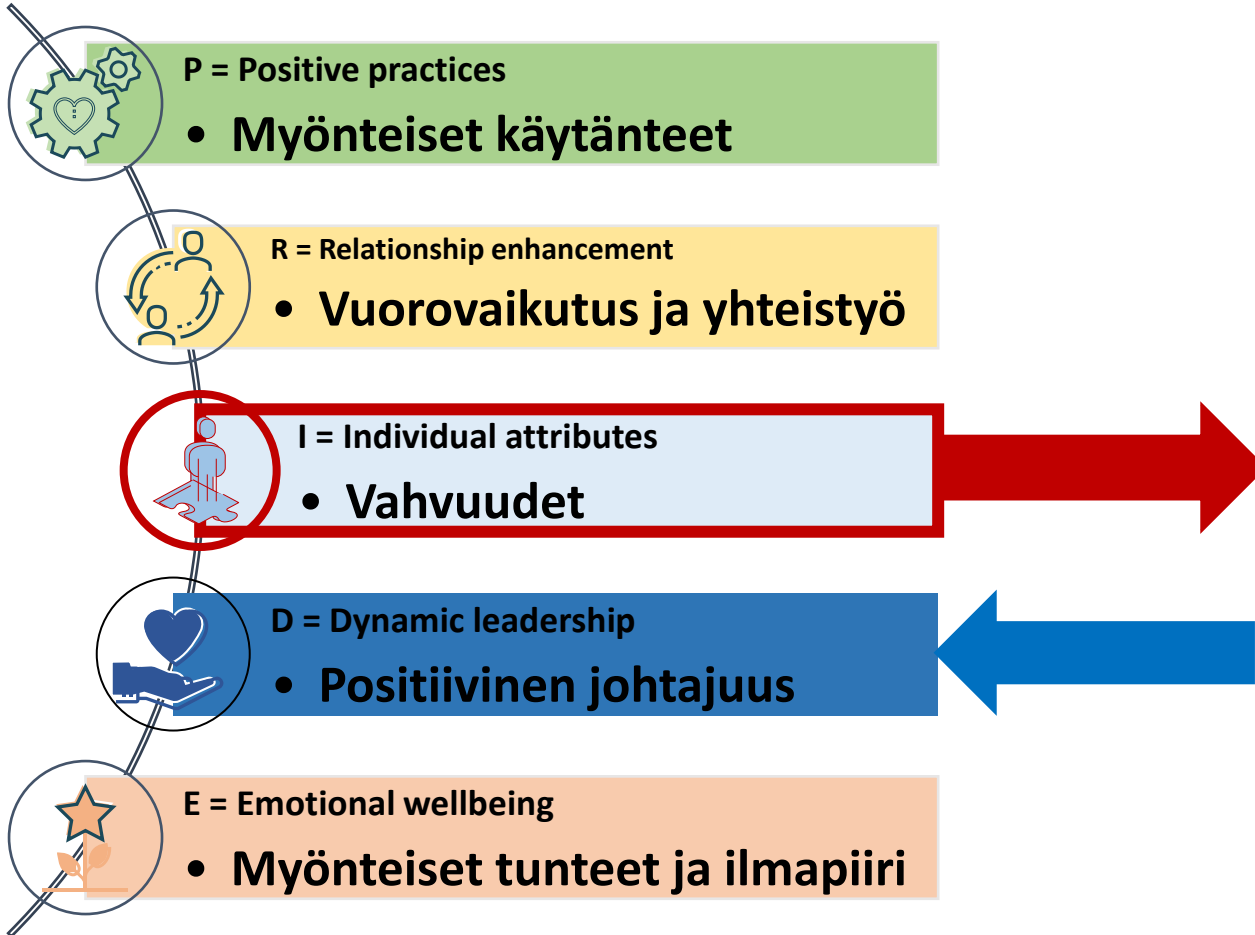 P = Positive practices
• Myönteiset käytänteet
R = Relationship enhancement
• Vuorovaikutus ja yhteistyö
I = Individual attributes
• Vahvuudet
D = Dynamic leadership
• Positiivinen johtajuus
E = Emotional wellbeing
• Myönteiset tunteet ja ilmapiiri